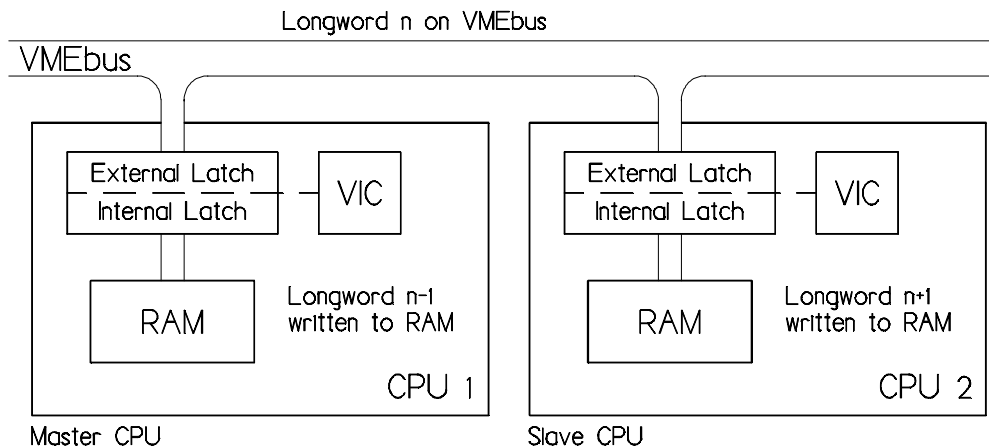 Longword n on VMEbus
VMEbus
External Latch
Internal Latch
VIC
RAM
Longword n-1
written to RAM
CPU 1
Master CPU
External Latch
Internal Latch
VIC
RAM
Longword n+1
written to RAM
CPU 2
Slave CPU